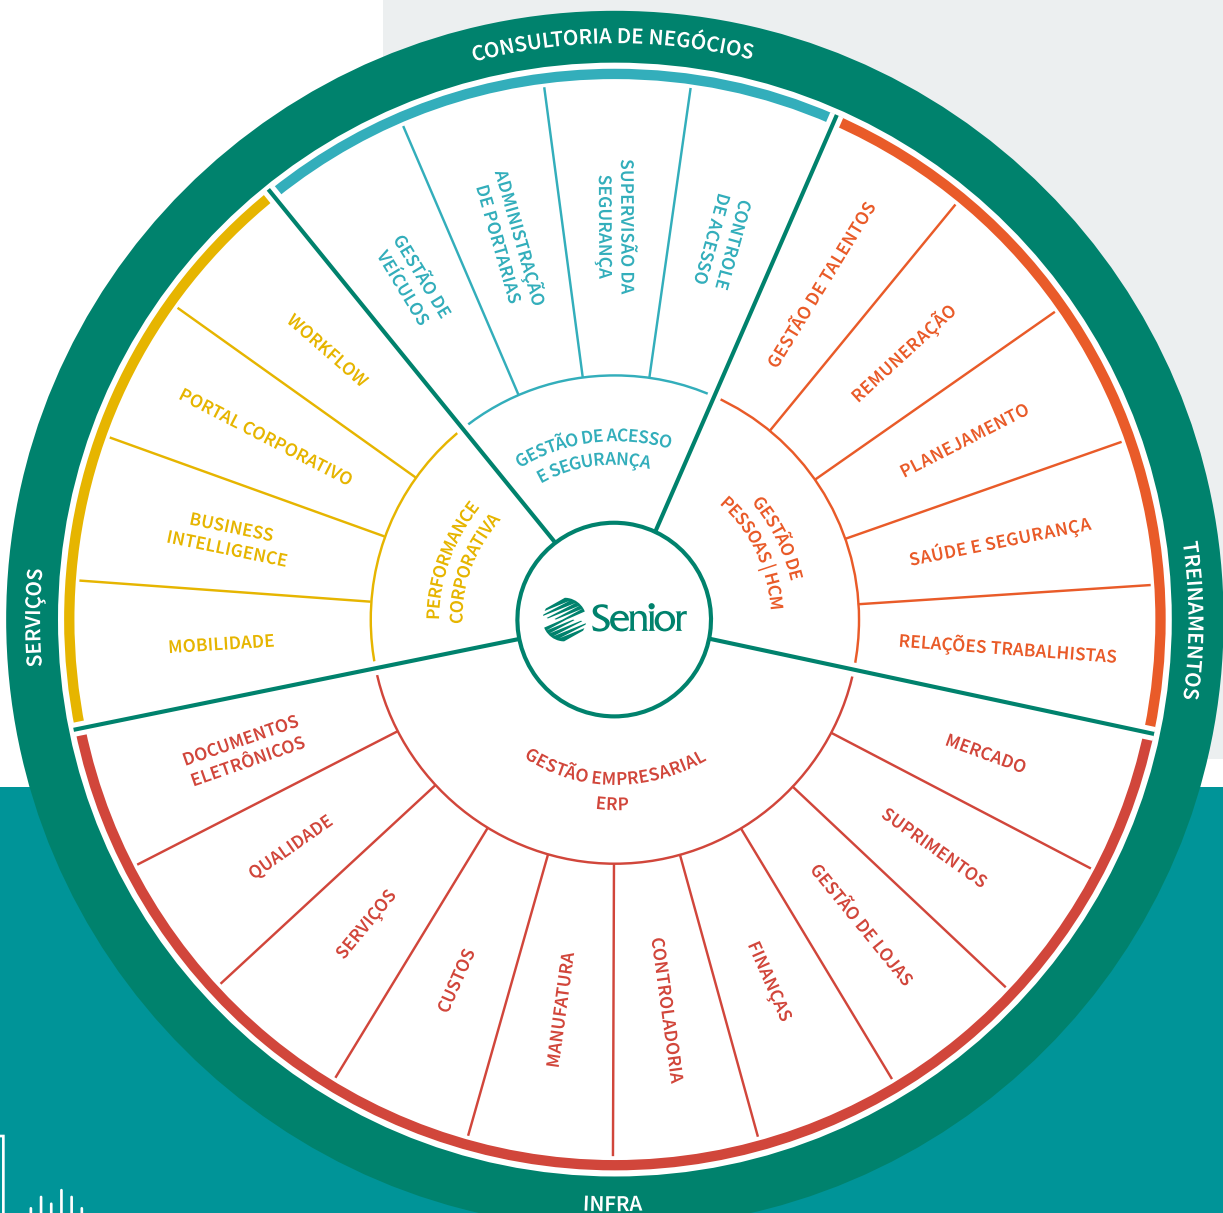 CONSULTORIA DE NEGÓCIOS
TREINAMENTOS
INFRA
SERVIÇOS
Senior
GESTÃO DE ACESSO
E SEGURANÇA
GESTÃO DE
VEÍCULOS
ADMINISTRAÇÃO
DE PORTARIAS
SUPERVISÃO DA
SEGURANÇA
CONTROLE
DE ACESSO
GESTÃO DE
PESSOAS | HCM
GESTÃO DE TALENTOS
REMUNERAÇÃO
PLANEJAMENTO
SAÚDE E SEGURANÇA
RELAÇÕES TRABALHISTAS
GESTÃO EMPRESARIAL
ERP
MERCADO
SUPRIMENTOS
GESTÃO DE LOJAS
FINANÇAS
CONTROLADORIA
MANUFATURA
CUSTOS
SERVIÇOS
QUALIDADE
DOCUMENTOS
ELETRÔNICOS
PERFORMANCE
CORPORATIVA
MOBILIDADE
BUSINESS
INTELLIGENCE
PORTAL CORPORATIVO
WORKFLOW